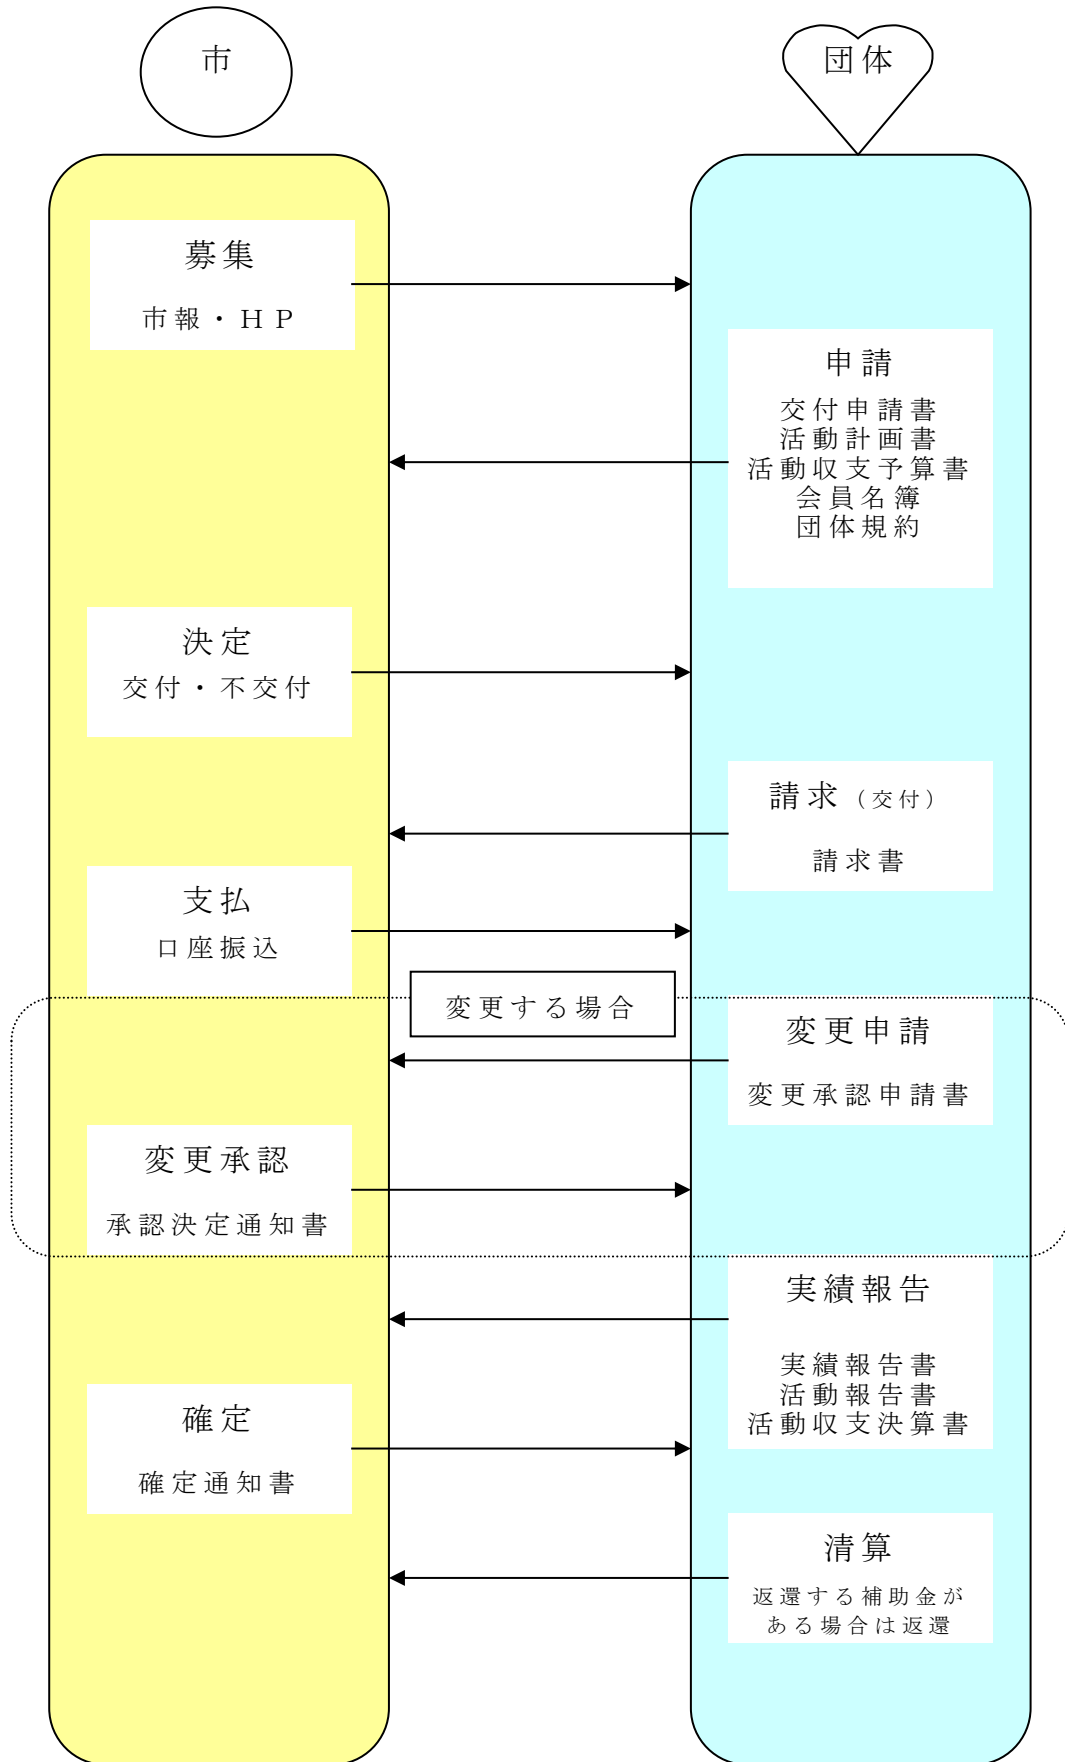 市
団体
募集
市報・ＨＰ
申請
交付申請書
活動計画書
活動収支予算書
会員名簿
団体規約
決定
交付・不交付
請求（交付）
請求書
支払
口座振込
変更する場合
変更申請
変更承認申請書
変更承認
承認決定通知書
実績報告
実績報告書
活動報告書
活動収支決算書
確定
確定通知書
清算
返還する補助金が
ある場合は返還